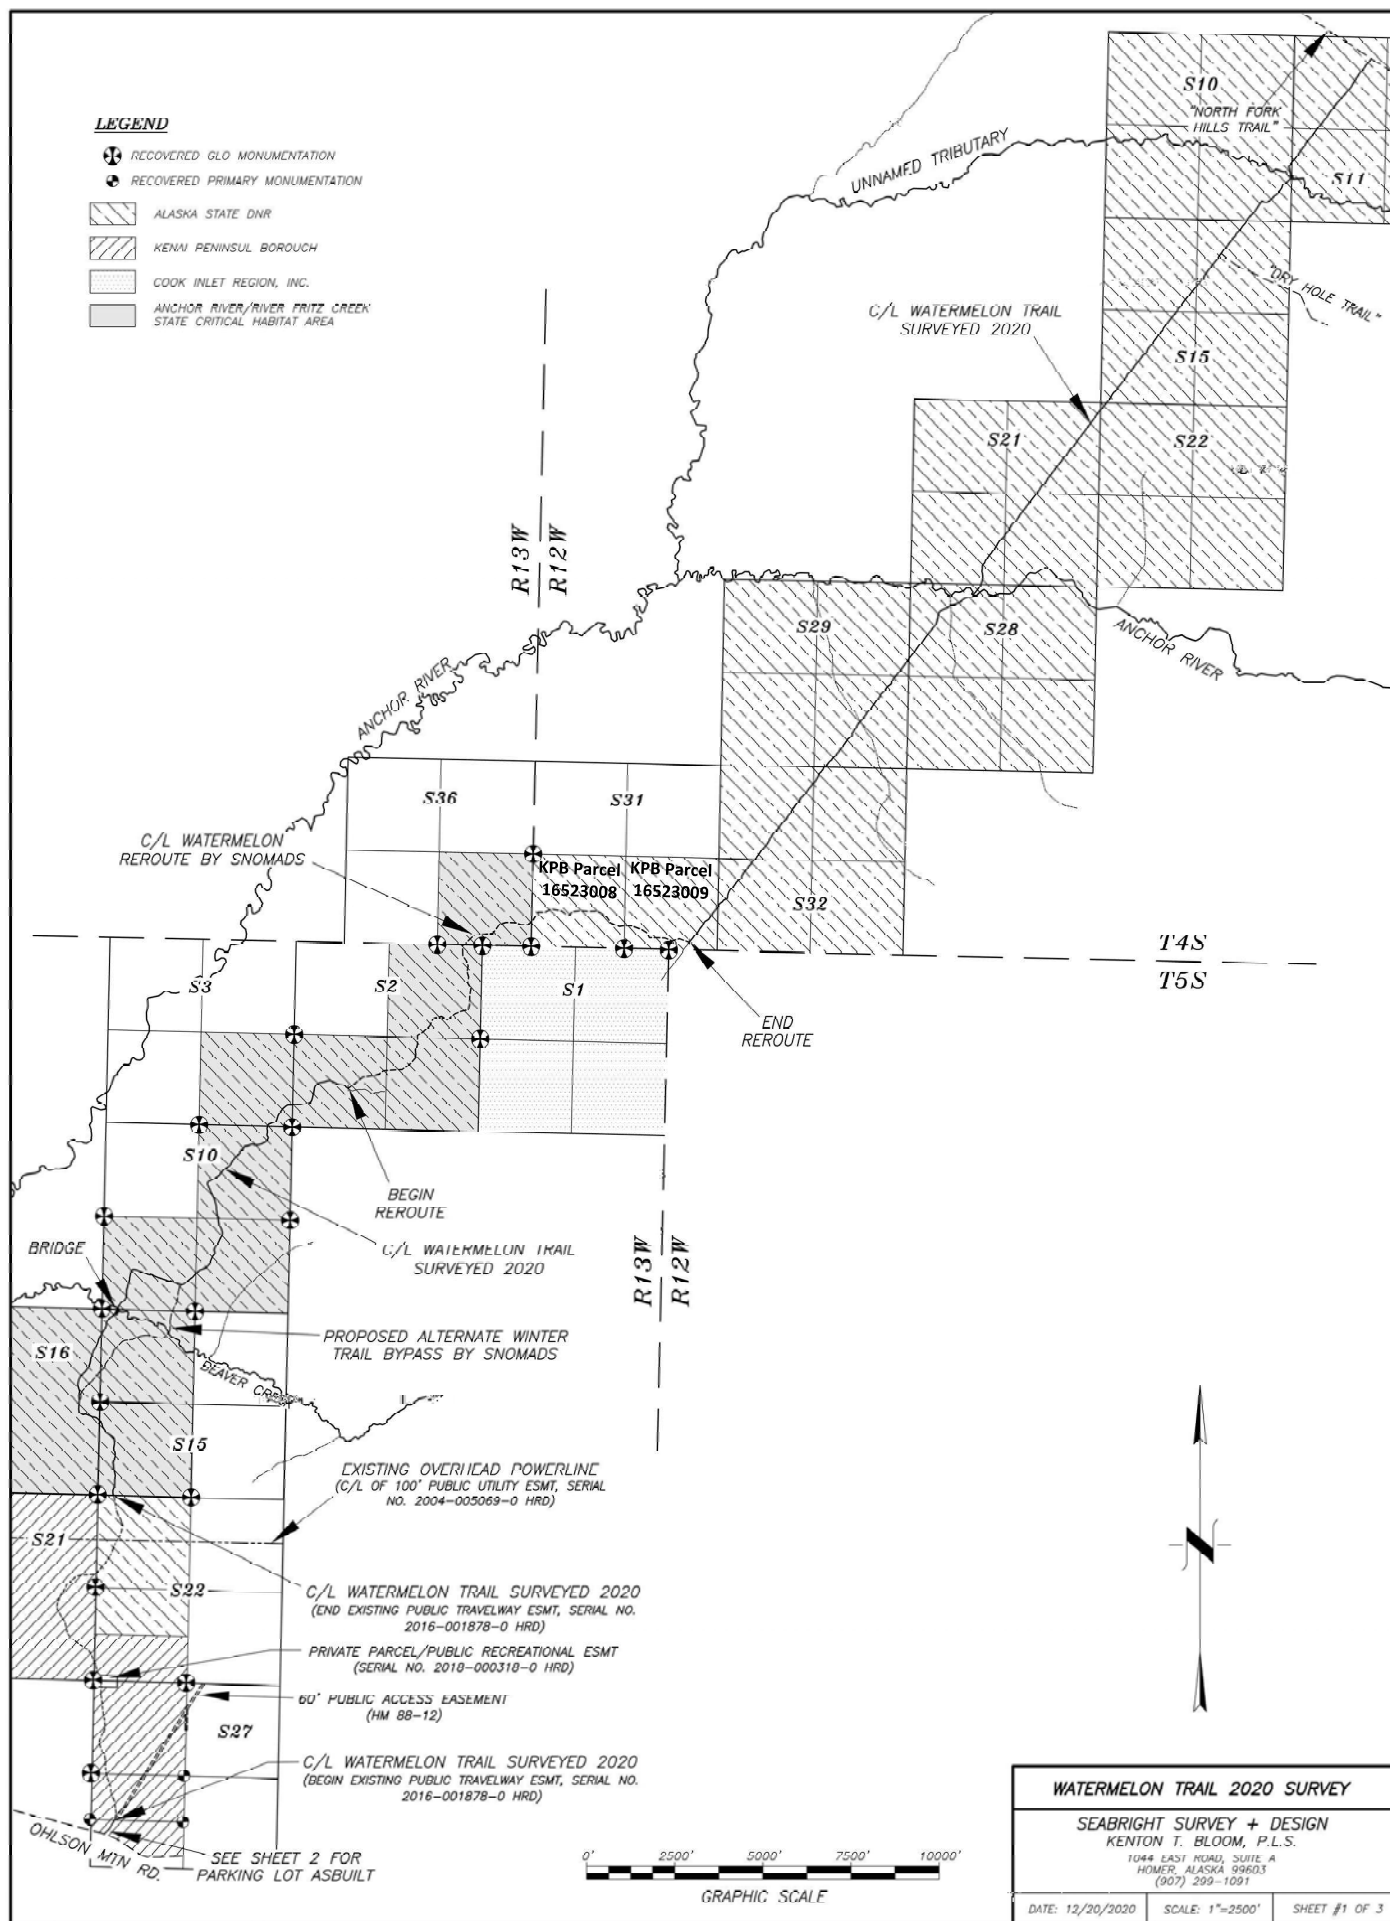 LEGEND
RECOVERED GLO MONUMENTATION
RECOVERED PRIMARY MONUMENTATION
ALASKA STATE DNR
KENAI PENINSUL BOROUCH
COOK INLET REGION, INC.
ANCHOR RIVER/RIVER FRITZ CREEK
STATE CRITICAL HABITAT AREA
S10
"NORTH FORK
HILLS TRAIL"
S11
UNNAMED TRIBUTARY
"DRY HOLE TRAIL"
C/L WATERMELON TRAIL
SURVEYED 2020
S15
S21
S22
R13W
R12W
S29
S28
ANCHOR RIVER
ANCHOR RIVER
S36
S31
C/L WATERMELON
REROUTE BY SNOMADS
KPB Parcel
16523008
KPB Parcel
16523009
S32
T4S
T5S
S3
S2
S1
END
REROUTE
S10
BEGIN
REROUTE
BRIDGE
C/L WATERMELON TRAIL
SURVEYED 2020
R13W
R12W
PROPOSED ALTERNATE WINTER
TRAIL BYPASS BY SNOMADS
S16
BEAVER
S15
EXISTING OVERHEAD POWERLINE
(C/L OF 100' PUBLIC UTILITY ESMT, SERIAL
NO. 2004-005069-0 HRD)
S21
S22
C/L WATERMELON TRAIL SURVEYED 2020
(END EXISTING PUBLIC TRAVELWAY ESMT, SERIAL NO.
2016-001878-0 HRD)
PRIVATE PARCEL/PUBLIC RECREATIONAL ESMT
(SERIAL NO. 2018-000318-0 HRD)
60' PUBLIC ACCESS EASEMENT
(HM 88-12)
S27
C/L WATERMELON TRAIL SURVEYED 2020
(BEGIN EXISTING PUBLIC TRAVELWAY ESMT, SERIAL NO.
2016-001878-0 HRD)
OHLSON MTN RD.
SEE SHEET 2 FOR
PARKING LOT ASBUILT
0' 2500' 5000' 7500' 10000'
GRAPHIC SCALE
N
WATERMELON TRAIL 2020 SURVEY
SEABRIGHT SURVEY + DESIGN
KENTON T. BLOOM, P.L.S.
1044 EAST ROAD, SUITE A
HOMER, ALASKA 99603
(907) 299-1091
DATE: 12/20/2020 SCALE: 1"=2500' SHEET #1 OF 3